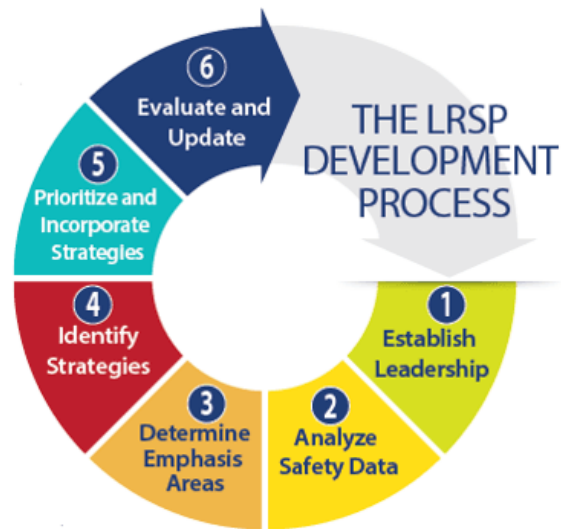 THE LRSP
DEVELOPMENT
PROCESS
1
Establish
Leadership
2
Analyze
Safety Data
3
Determine
Emphasis
Areas
4
Identify
Strategies
5
Prioritize and
Incorporate
Strategies
6
Evaluate and
Update